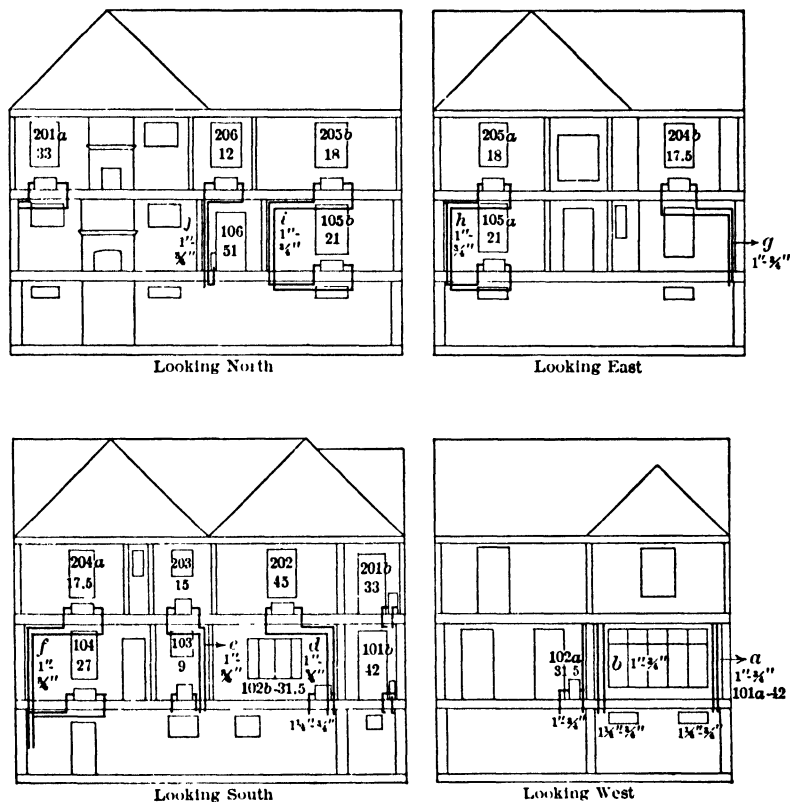 201a
33
206
12
205b
18
j
1"-
¾"
106
51
i
1"-
¾"
105b
21
Looking North
205a
18
204b
17.5
h
1"-
¾"
105a
21
g
1"-¾"
Looking East
204a
17.5
203
15
202
45
201b
33
f
1"-
¾"
104
27
103
9
e
1"-
¾"
d
1"-
¾"
102b-31.5
101b
42
Looking South
102a
31 5
b 1"-¾"
a
1"-¾"
101a-42
1"-¾"
1¼"-¾"
1¼"-¾"
Looking West